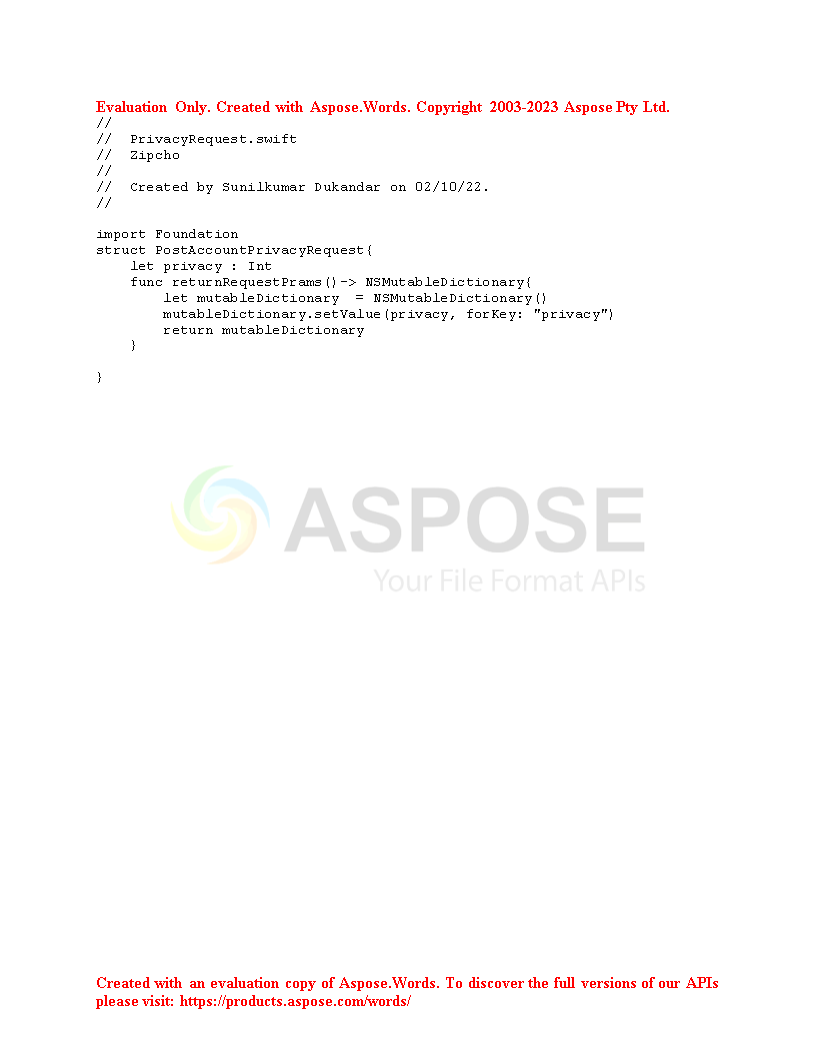 Evaluation Only. Created with Aspose.Words. Copyright 2003-2023 Aspose Pty Ltd.
//
//  PrivacyRequest.swift
//  Zipcho
//
//  Created by Sunilkumar Dukandar on 02/10/22.
//
import Foundation
struct PostAccountPrivacyRequest{
    let privacy : Int
    func returnRequestPrams()-> NSMutableDictionary{
        let mutableDictionary  = NSMutableDictionary()
        mutableDictionary.setValue(privacy, forKey: "privacy")
        return mutableDictionary
    }
}
ASPOSE
Your File Format APIs
Created with an evaluation copy of Aspose.Words. To discover the full versions of our APIs
please visit: https://products.aspose.com/words/